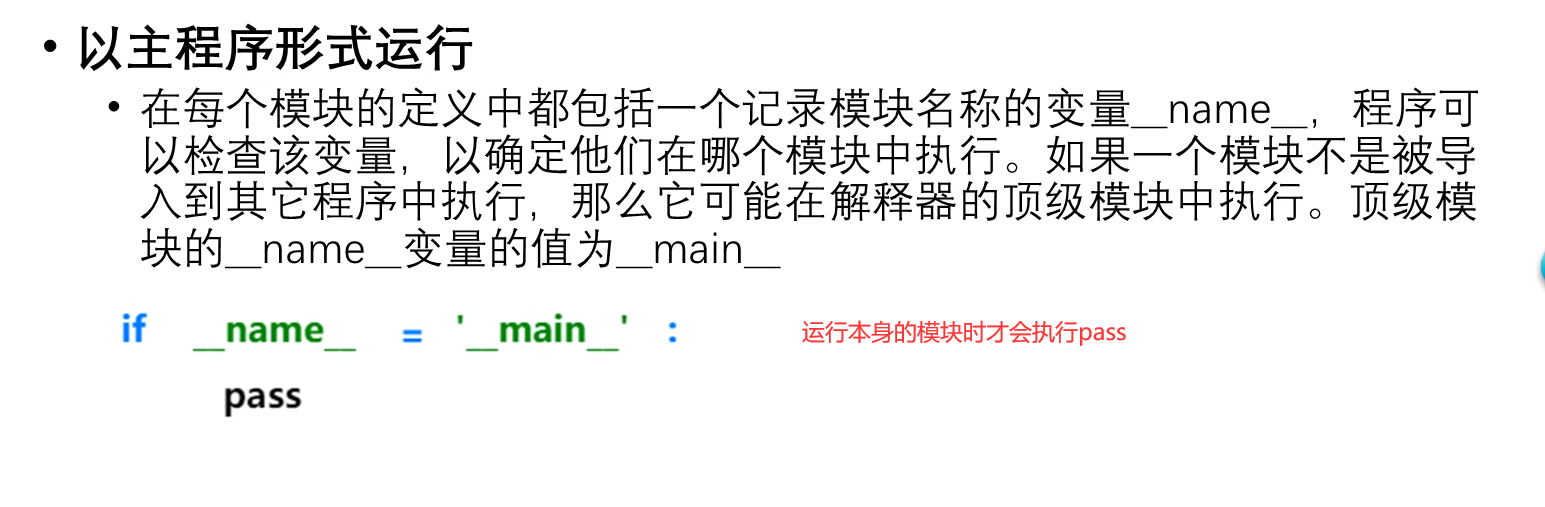 • 以主程序形式运行
• 在每个模块的定义中都包括一个记录模块名称的变量__name__，程序可
以检查该变量，以确定他们在哪个模块中执行。如果一个模块不是被导
入到其它程序中执行，那么它可能在解释器的顶级模块中执行。顶级模
块的__name__变量的值为__main__
if __name__ = '__main__' : 运行本身的模块时才会执行pass
pass